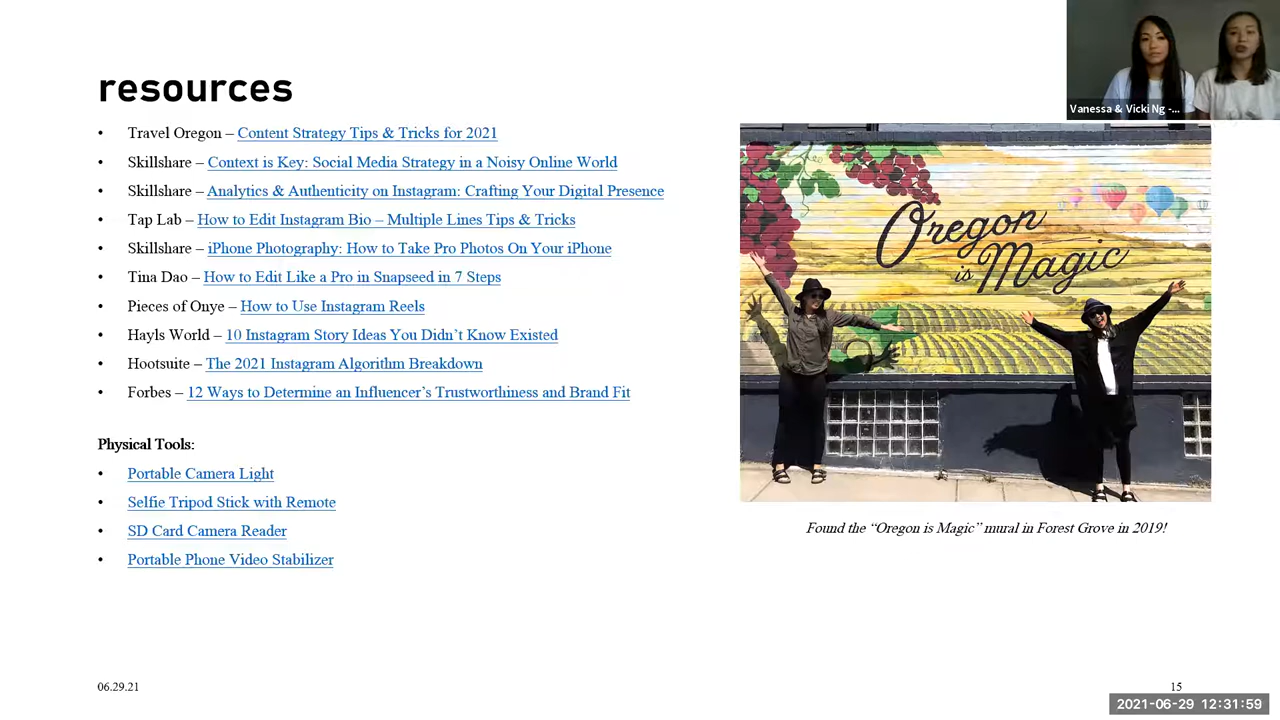 Vanessa & Vicki Ng -...
resources
• Travel Oregon – Content Strategy Tips & Tricks for 2021
• Skillshare – Context is Key: Social Media Strategy in a Noisy Online World
• Skillshare – Analytics & Authenticity on Instagram: Crafting Your Digital Presence
• Tap Lab – How to Edit Instagram Bio – Multiple Lines Tips & Tricks
• Skillshare – iPhone Photography: How to Take Pro Photos On Your iPhone
• Tina Dao – How to Edit Like a Pro in Snapseed in 7 Steps
• Pieces of Onye – How to Use Instagram Reels
• Hayls World – 10 Instagram Story Ideas You Didn’t Know Existed
• Hootsuite – The 2021 Instagram Algorithm Breakdown
• Forbes – 12 Ways to Determine an Influencer’s Trustworthiness and Brand Fit
Physical Tools:
• Portable Camera Light
• Selfie Tripod Stick with Remote
• SD Card Camera Reader
• Portable Phone Video Stabilizer
Oregon
is Magic
Found the “Oregon is Magic” mural in Forest Grove in 2019!
06.29.21
15
2021-06-29 12:31:59